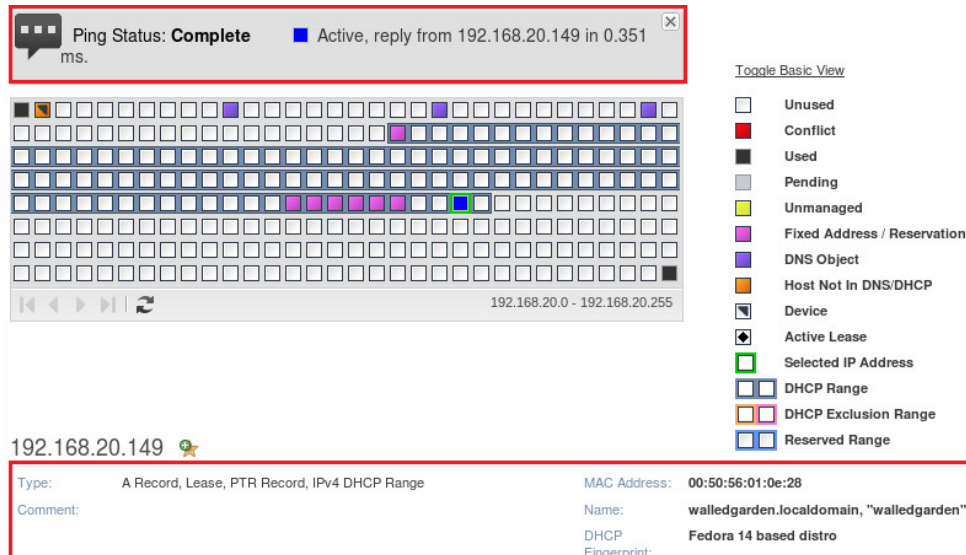 Ping Status: Complete
Active, reply from 192.168.20.149 in 0.351
ms.
Toggle Basic View
Unused
Conflict
Used
Pending
Unmanaged
Fixed Address / Reservation
DNS Object
Host Not In DNS/DHCP
Device
Active Lease
Selected IP Address
DHCP Range
DHCP Exclusion Range
Reserved Range
192.168.20.0 - 192.168.20.255
192.168.20.149
Type: A Record, Lease, PTR Record, IPv4 DHCP Range
Comment:
MAC Address: 00:50:56:01:0e:28
Name: walledgarden.localdomain, "walledgarden"
DHCP Fedora 14 based distro
Fingerprint: